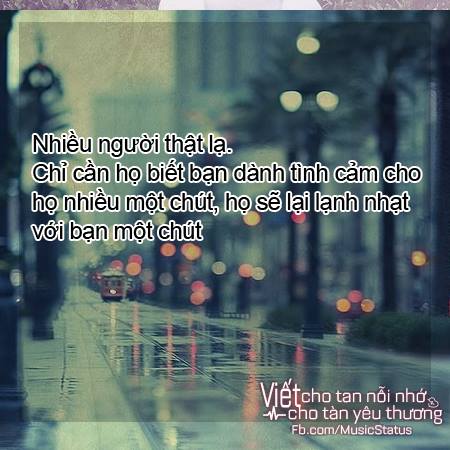 Nhiều người thật lạ.
Chỉ cần họ biết bạn dành tình cảm cho
họ nhiều một chút, họ sẽ lại lạnh nhạt
với bạn một chút
Viết cho tan nỗi nhớ
cho tàn yêu thương
Fb.com/MusicStatus